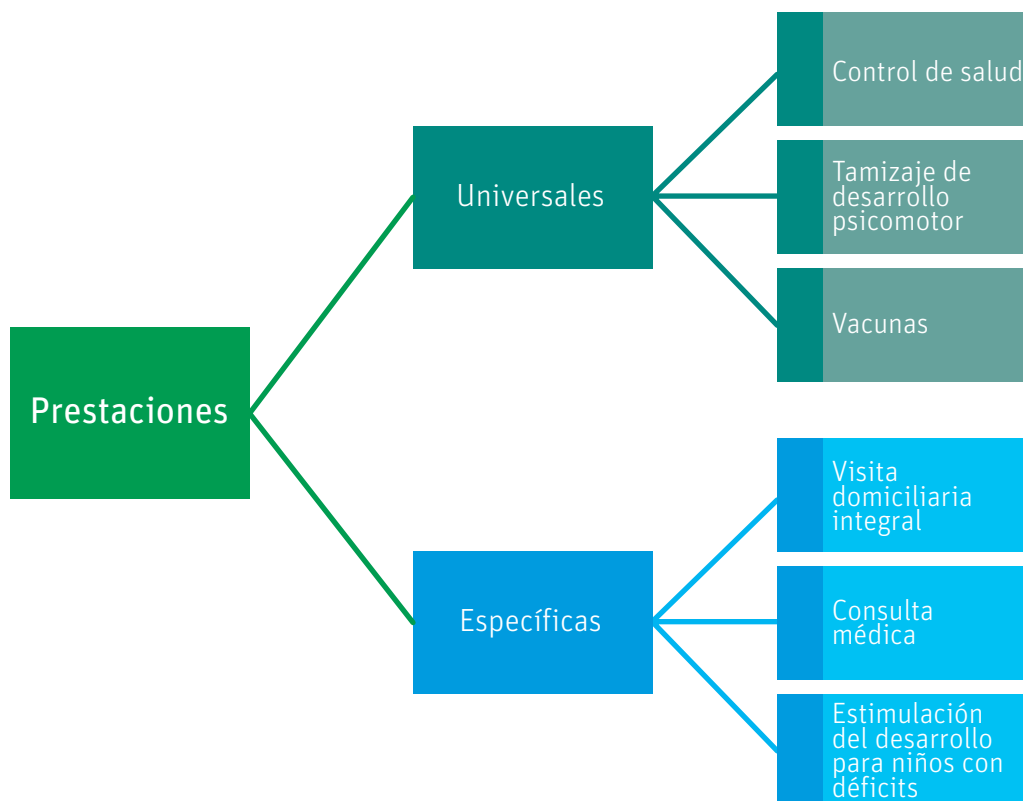 Prestaciones
Universales
Control de salud
Tamizaje de
desarrollo
psicomotor
Vacunas
Específicas
Visita
domiciliaria
integral
Consulta
médica
Estimulación
del desarrollo
para niños con
déficits